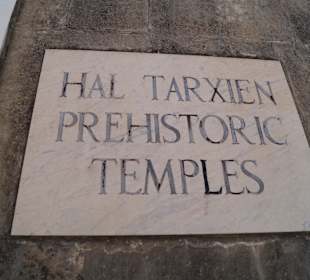 HAL TARXIEN
PREHISTORIC
TEMPLES